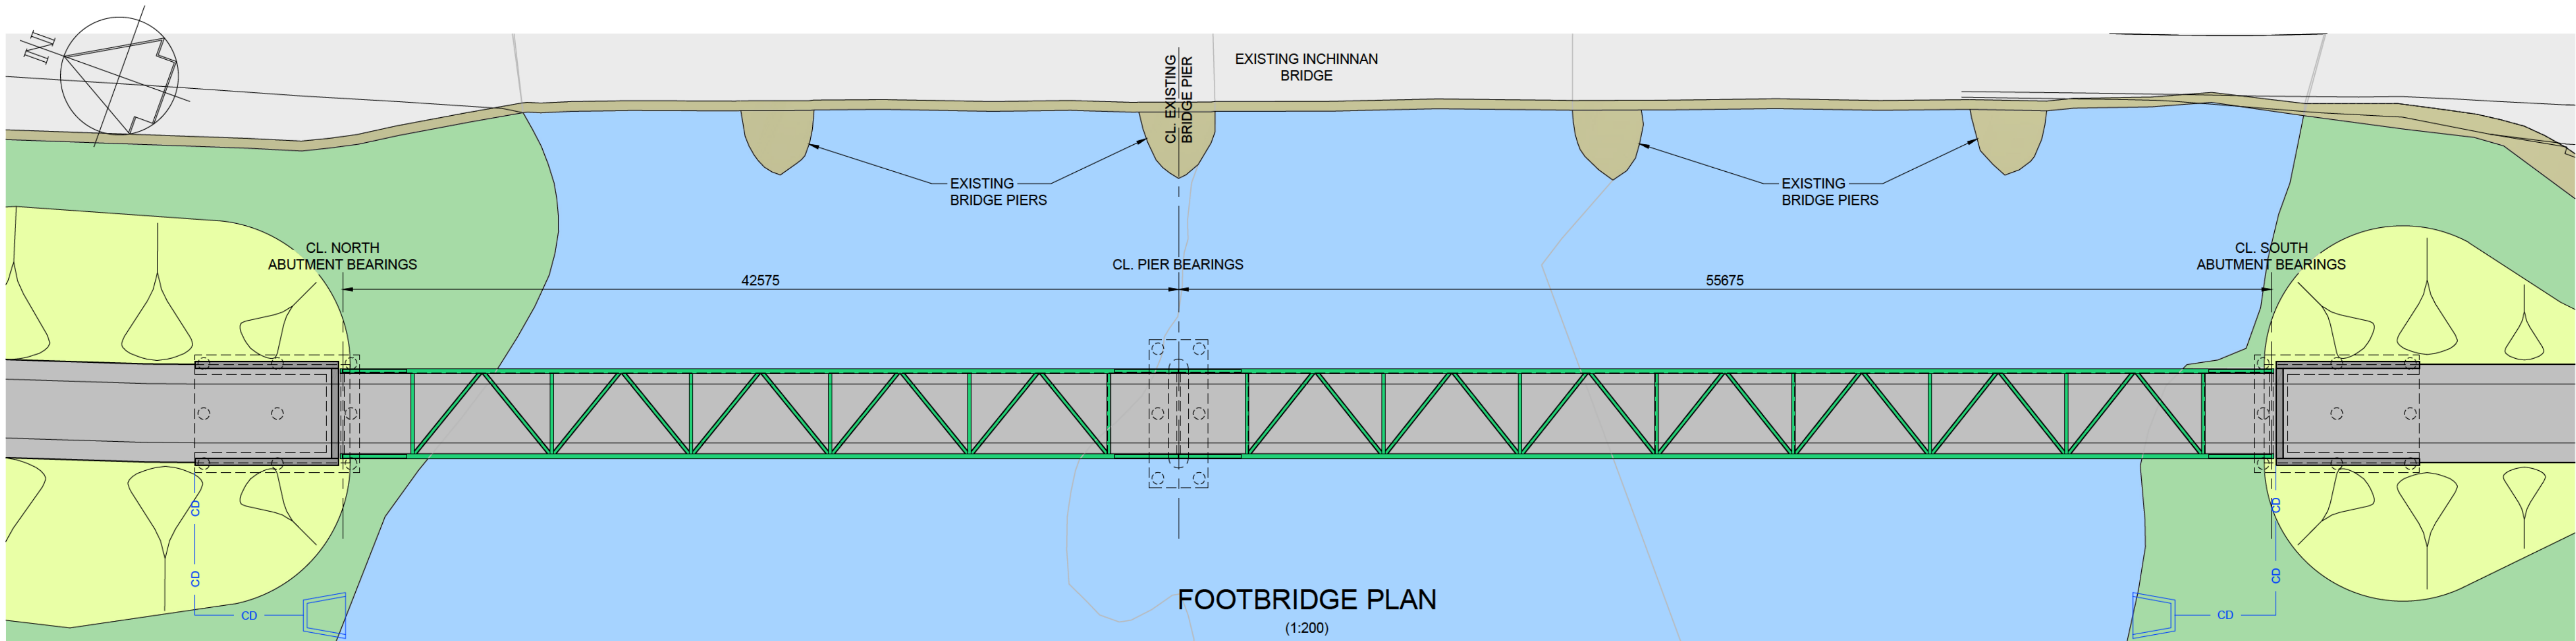 N
EXISTING INCHINNAN
BRIDGE
CL. EXISTING
BRIDGE PIER
EXISTING
BRIDGE PIERS
EXISTING
BRIDGE PIERS
CL. NORTH
ABUTMENT BEARINGS
CL. PIER BEARINGS
CL. SOUTH
ABUTMENT BEARINGS
42575
55675
CD
CD
CD
CD
CD
CD
FOOTBRIDGE PLAN
(1:200)